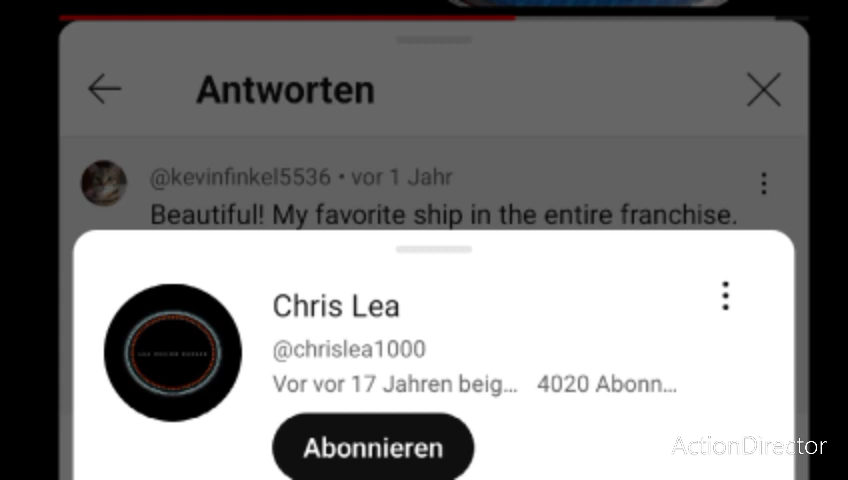 Antworten
@kevinfinkel5536 • vor 1 Jahr
Beautiful! My favorite ship in the entire franchise.
Chris Lea
@chrislea1000
Vor vor 17 Jahren beig... 4020 Abonn...
Abonnieren
ActionDirector